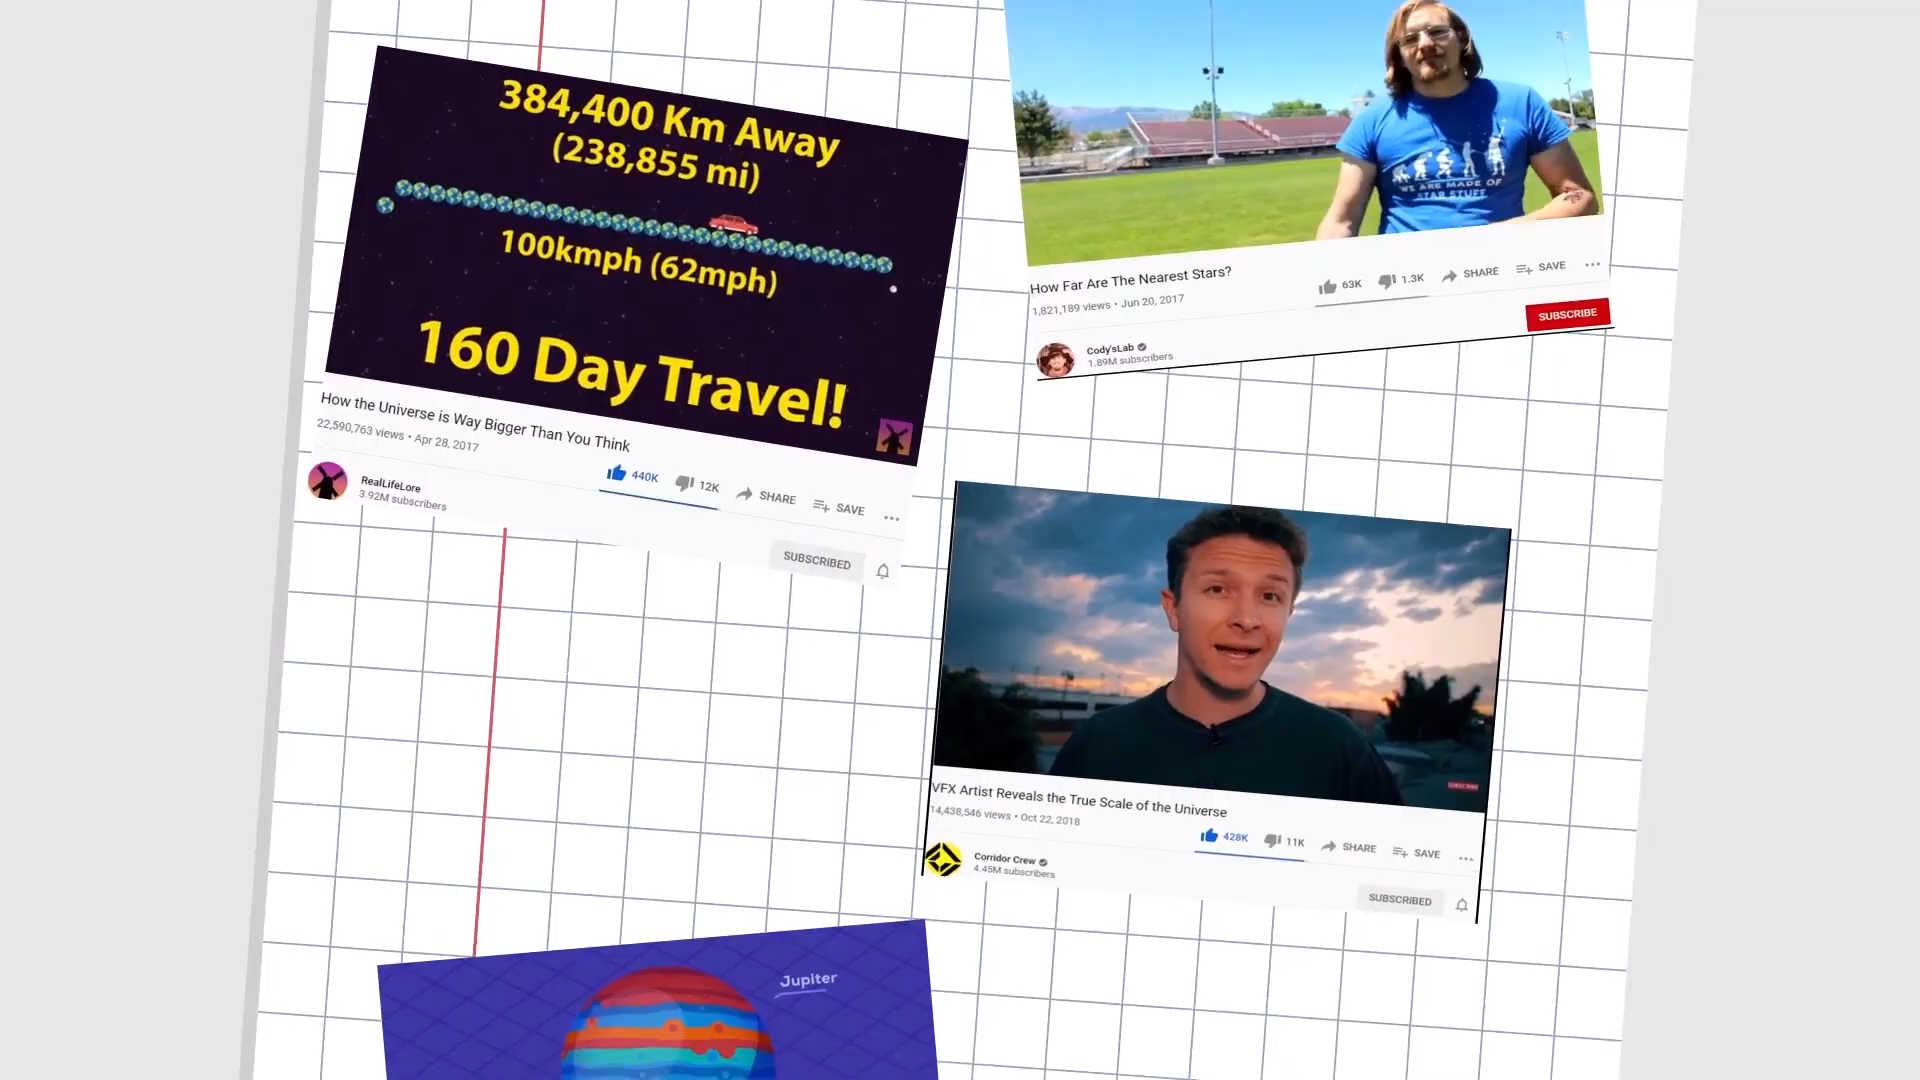 384,400 Km Away
(238,855 mi)
100kmph (62mph)
160 Day Travel!
How the Universe is Way Bigger Than You Think
22,590,763 views • Apr 28, 2017
440K 12K SHARE SAVE
RealLifeLore
3.92M subscribers
SUBSCRIBED
WE ARE MADE OF
STAR STUFF
How Far Are The Nearest Stars?
1,821,189 views • Jun 20, 2017
63K 1.3K SHARE SAVE
SUBSCRIBE
Cody'sLab
1.89M subscribers
SUBSCRIBE
VFX Artist Reveals the True Scale of the Universe
14,438,546 views • Oct 22, 2018
428K 11K SHARE SAVE
Corridor Crew
4.45M subscribers
SUBSCRIBED
Jupiter